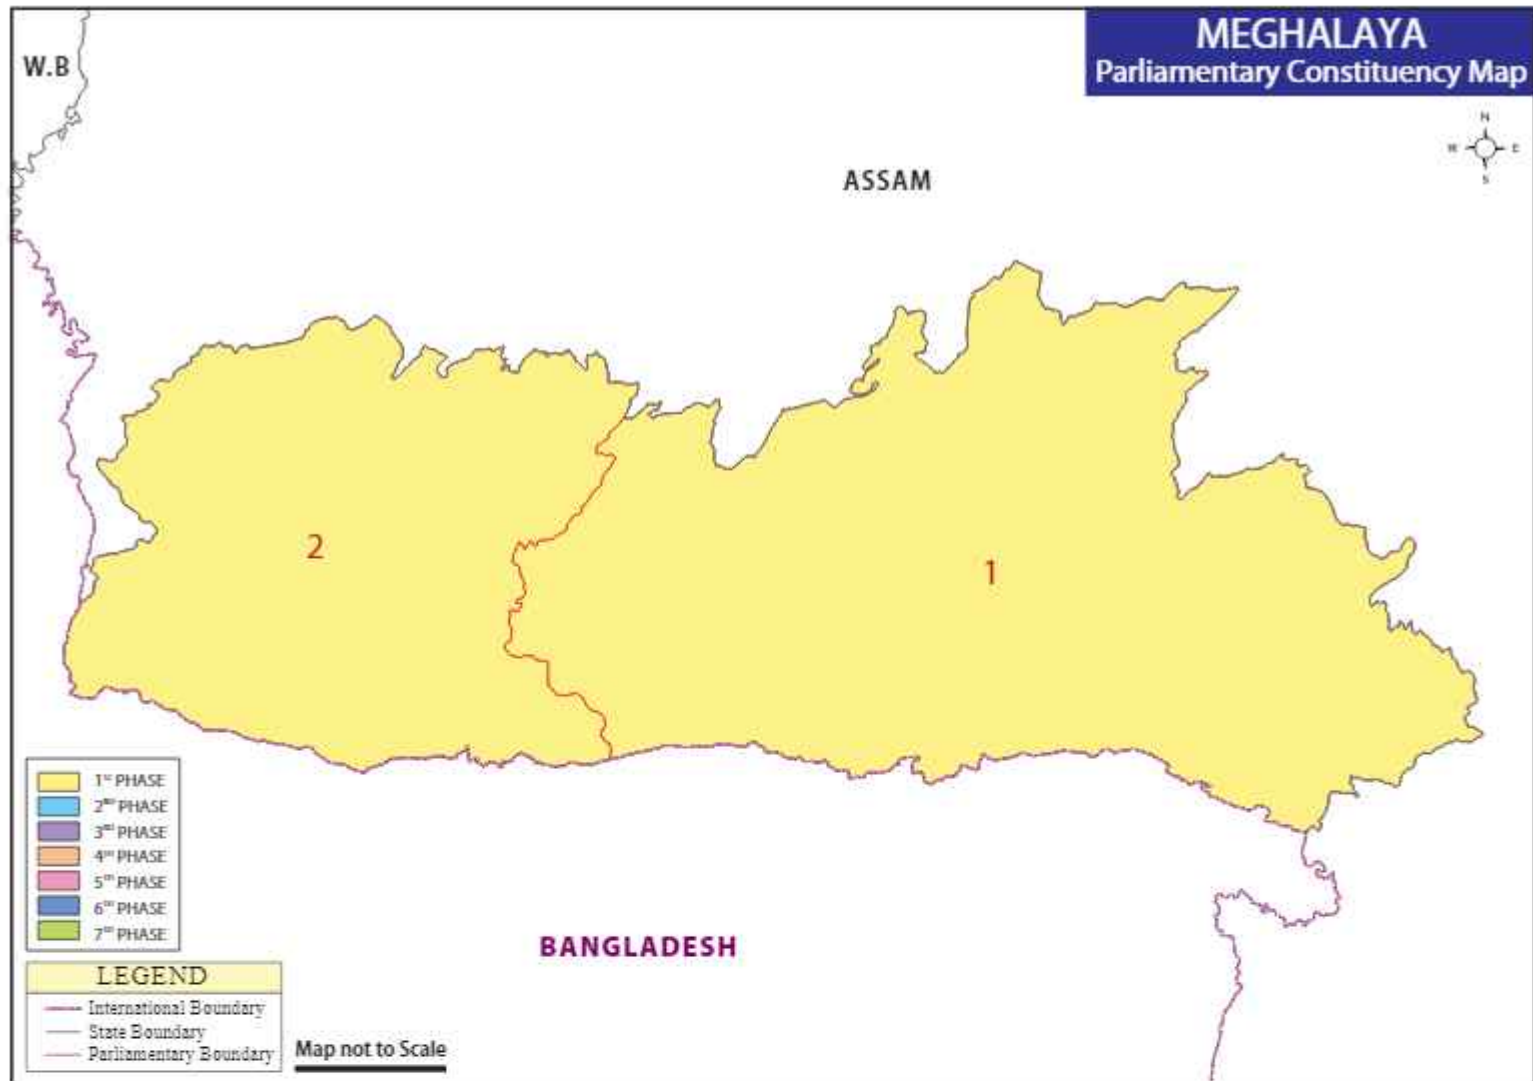 MEGHALAYA
Parliamentary Constituency Map
W.B
N
W
E
S
ASSAM
2
1
1ST PHASE
2ND PHASE
3RD PHASE
4TH PHASE
5TH PHASE
6TH PHASE
7TH PHASE
BANGLADESH
LEGEND
International Boundary
State Boundary
Parliamentary Boundary
Map not to Scale